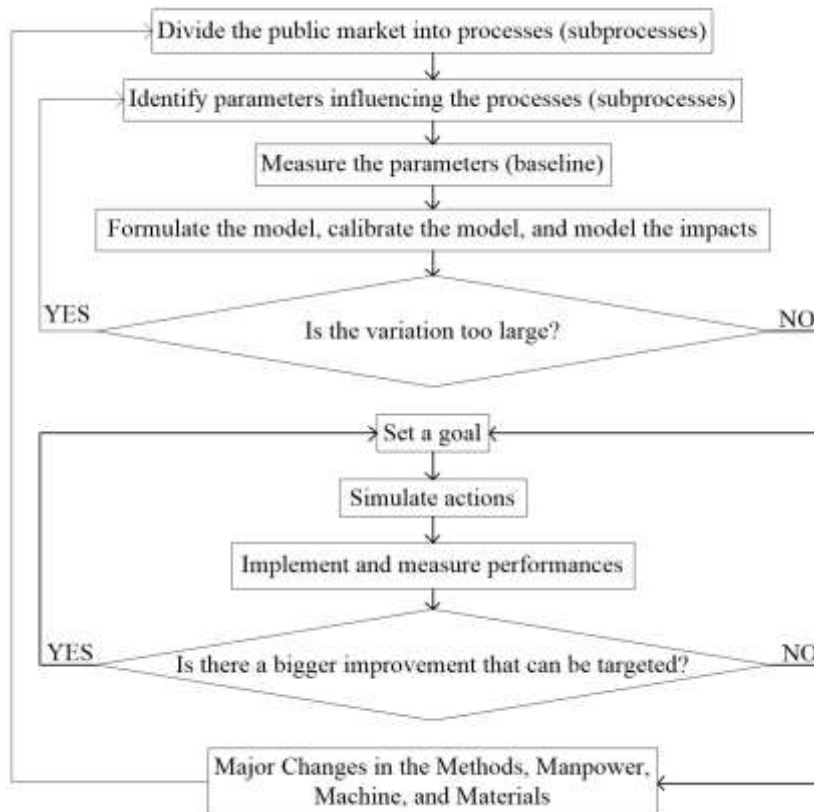 Divide the public market into processes (subprocesses)
Identify parameters influencing the processes (subprocesses)
Measure the parameters (baseline)
Formulate the model, calibrate the model, and model the impacts
YES
Is the variation too large?
NO
Set a goal
Simulate actions
Implement and measure performances
YES
Is there a bigger improvement that can be targeted?
NO
Major Changes in the Methods, Manpower,
Machine, and Materials